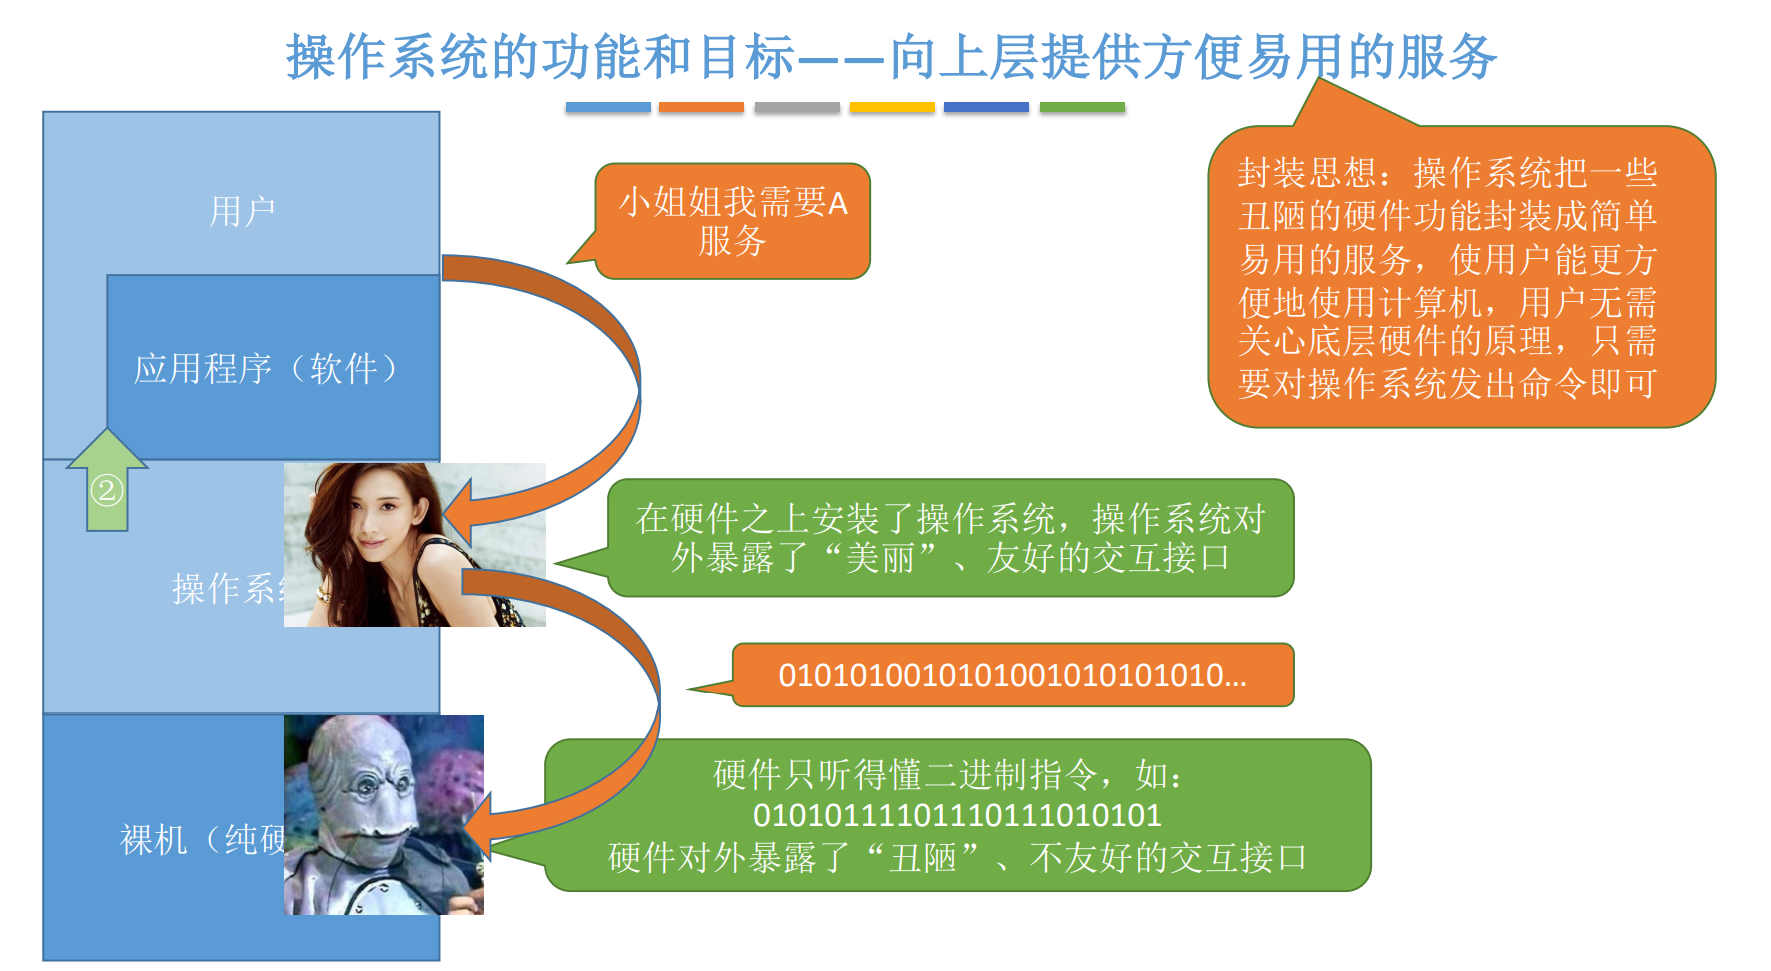 操作系统的功能和目标——向上层提供方便易用的服务
用户
应用程序（软件）
②
操作系
裸机（纯硬
小姐姐我需要A
服务
封装思想：操作系统把一些
丑陋的硬件功能封装成简单
易用的服务，使用户能更方
便地使用计算机，用户无需
关心底层硬件的原理，只需
要对操作系统发出命令即可
在硬件之上安装了操作系统，操作系统对
外暴露了“美丽”、友好的交互接口
0101010010101001010101010…
硬件只听得懂二进制指令，如：
01010111101110111010101
硬件对外暴露了“丑陋”、不友好的交互接口